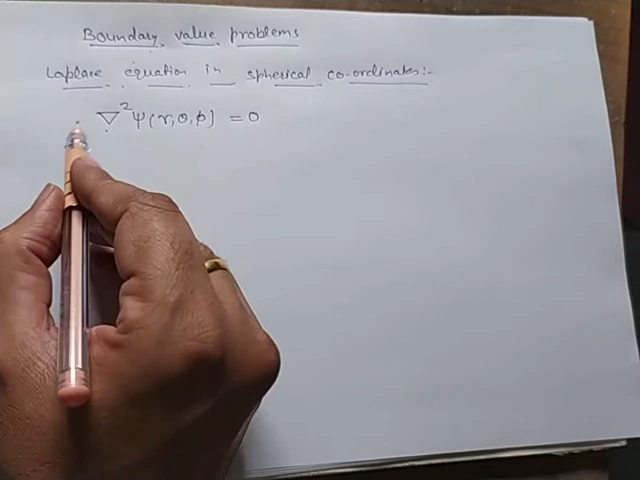 Boundary value problems
Laplace equation in spherical co-ordinates:-
∇²ψ(r,θ,ϕ) = 0